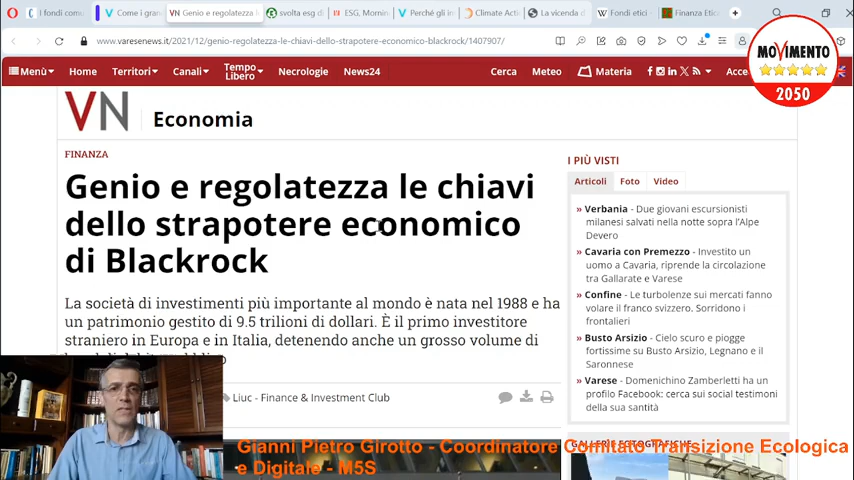 I fondi com
Come i gran
VN Genio e regolatezza l
svolta esg di
ESG, Mornin
Perché gli in
Climate Acti
La vicenda d
Fondi etici -
Finanza Etic
www.varesenews.it/2021/12/genio-regolatezza-le-chiavi-dello-strapotere-economico-blackrock/1407907/
MOVIMENTO
2050
Menù
Home
Territori
Canali
Tempo
Libero
Necrologie
News24
Cerca
Meteo
Materia
Acce
VN
Economia
FINANZA
Genio e regolatezza le chiavi
dello strapotere economico
di Blackrock
La società di investimenti più importante al mondo è nata nel 1988 e ha
un patrimonio gestito di 9.5 trilioni di dollari. È il primo investitore
straniero in Europa e in Italia, detenendo anche un grosso volume di
Liuc - Finance & Investment Club
I PIÙ VISTI
Articoli
Foto
Video
» Verbania - Due giovani escursionisti
milanesi salvati nella notte sopra l'Alpe
Devero
» Cavaria con Premezzo - Investito un
uomo a Cavaria, riprende la circolazione
tra Gallarate e Varese
» Confine - Le turbolenze sui mercati fanno
volare il franco svizzero. Sorridono i
frontalieri
» Busto Arsizio - Cielo scuro e piogge
fortissime su Busto Arsizio, Legnano e il
Saronnese
» Varese - Domenichino Zamberletti ha un
profilo Facebook: cerca sui social testimoni
della sua santità
GALLERIE FOTOGRAFICHE
Gianni Pietro Girotto - Coordinatore Comitato Transizione Ecologica
e Digitale - M5S